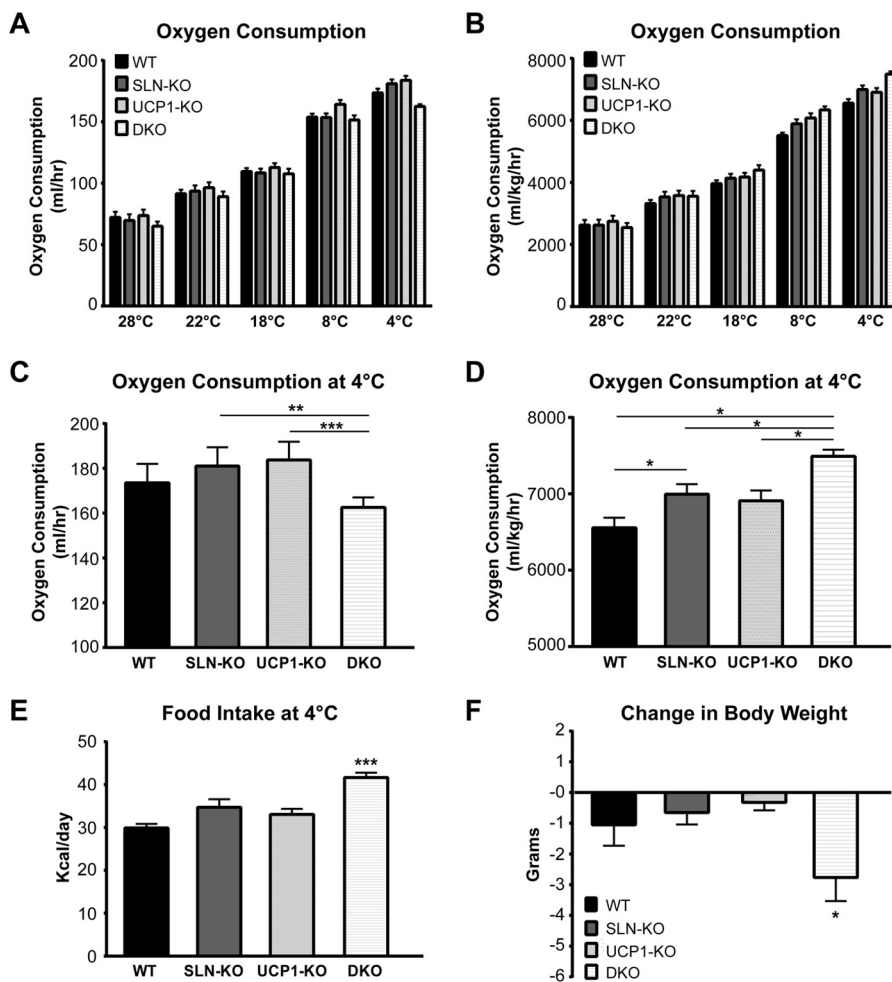 A
Oxygen Consumption
WT
SLN-KO
UCP1-KO
DKO
Oxygen Consumption
(ml/hr)
200
150
100
50
0
28°C 22°C 18°C 8°C 4°C
B
Oxygen Consumption
WT
SLN-KO
UCP1-KO
DKO
Oxygen Consumption
(ml/kg/hr)
8000
6000
4000
2000
0
28°C 22°C 18°C 8°C 4°C
C
Oxygen Consumption at 4°C
**
***
Oxygen Consumption
(ml/hr)
200
180
160
140
120
100
WT SLN-KO UCP1-KO DKO
D
Oxygen Consumption at 4°C
*
*
*
*
Oxygen Consumption
(ml/kg/hr)
8000
7000
6000
5000
WT SLN-KO UCP1-KO DKO
E
Food Intake at 4°C
***
Kcal/day
50
40
30
20
10
0
WT SLN-KO UCP1-KO DKO
F
Change in Body Weight
Grams
2
1
-0
-1
-2
-3
-4
-5
-6
*
WT
SLN-KO
UCP1-KO
DKO